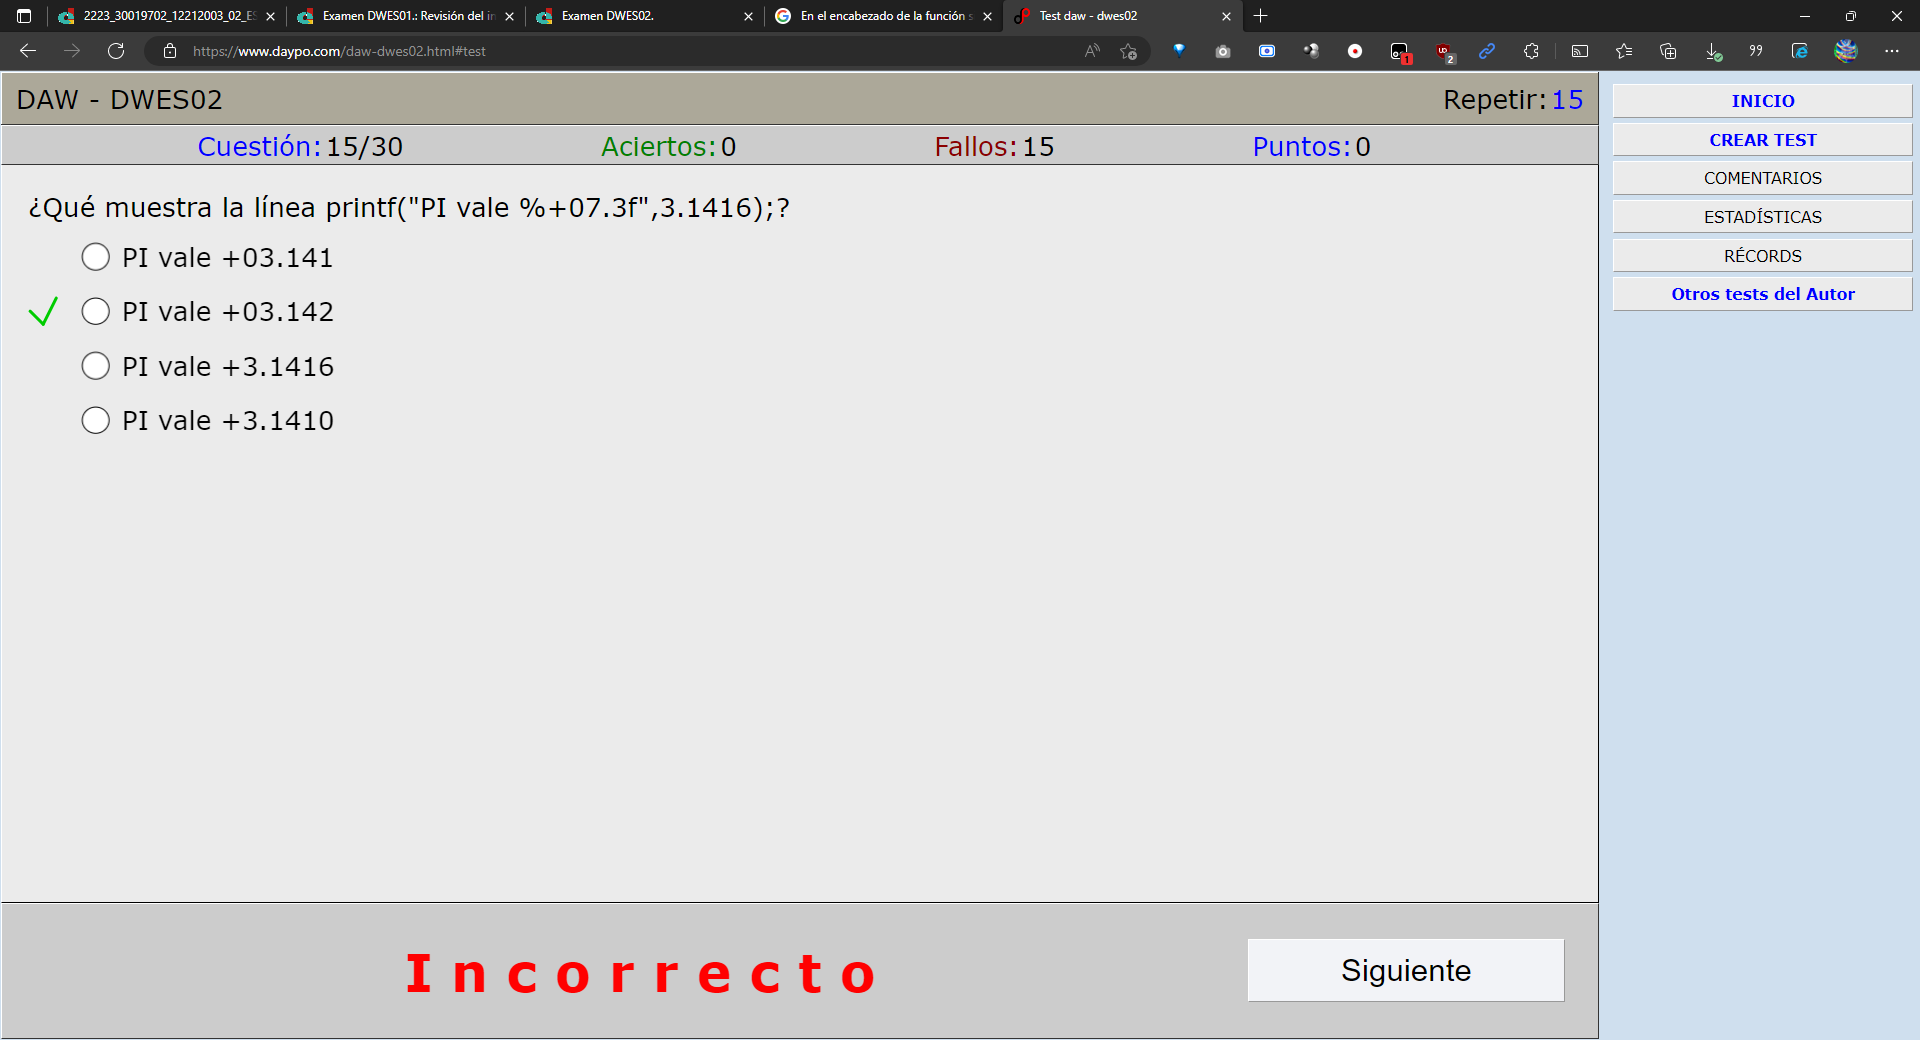 2223_30019702_12212003_02_ES
Examen DWES01.: Revisión del in
Examen DWES02.
En el encabezado de la función s
Test daw - dwes02
https://www.daypo.com/daw-dwes02.html#test
1
2
DAW - DWES02
Repetir: 15
Cuestión: 15/30
Aciertos: 0
Fallos: 15
Puntos: 0
¿Qué muestra la línea printf("PI vale %+07.3f",3.1416);?
PI vale +03.141
PI vale +03.142
PI vale +3.1416
PI vale +3.1410
Incorrecto
Siguiente
INICIO
CREAR TEST
COMENTARIOS
ESTADÍSTICAS
RÉCORDS
Otros tests del Autor